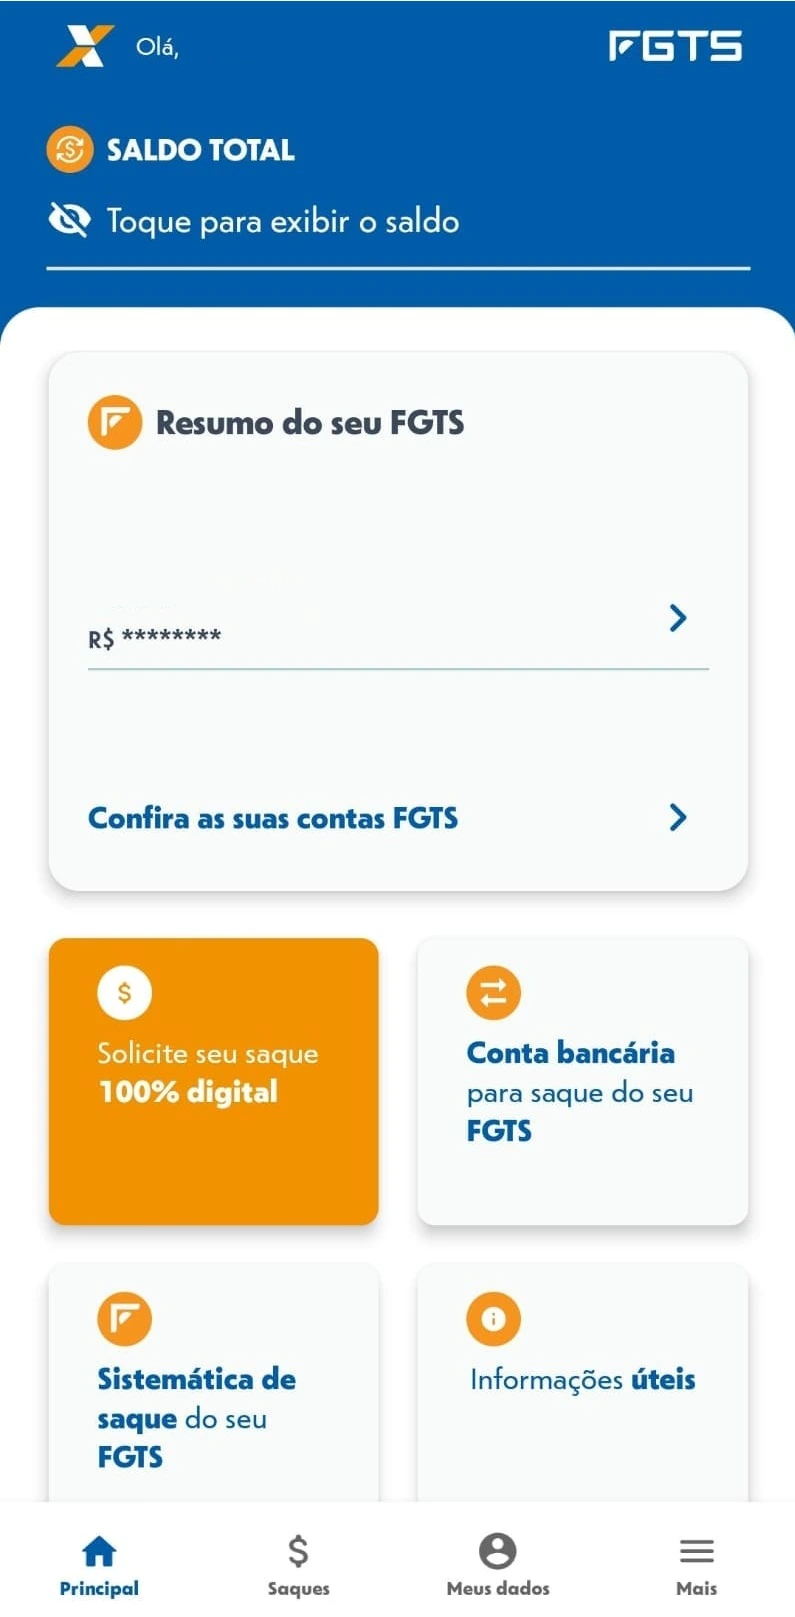 Olá,
FGTS
SALDO TOTAL
Toque para exibir o saldo
Resumo do seu FGTS
R$ ********
Confira as suas contas FGTS
Solicite seu saque
100% digital
Conta bancária
para saque do seu
FGTS
Sistemática de
saque do seu
FGTS
Informações úteis
Principal
Saques
Meus dados
Mais